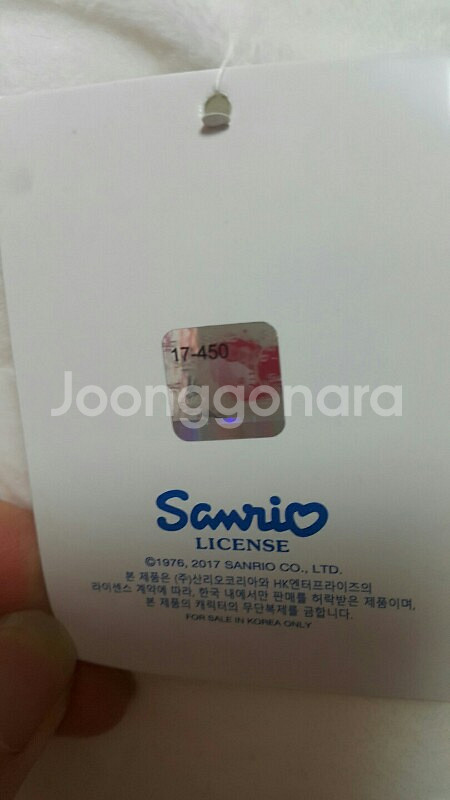 17-450
Joonggonara
Sanrio
LICENSE
©1976, 2017 SANRIO CO., LTD.
본 제품은 (주)산리오코리아와 HK엔터프라이즈의
라이센스 계약에 따라, 한국 내에서만 판매를 허락받은 제품이며,
본 제품의 캐릭터의 무단복제를 금합니다.
FOR SALE IN KOREA ONLY